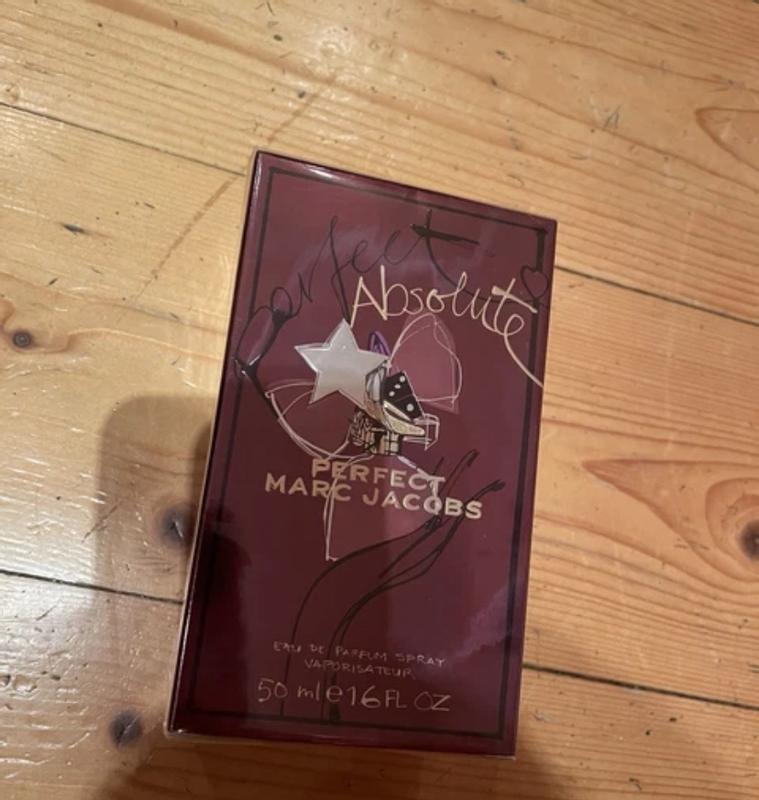 perfect
Absolute
PERFECT
MARC JACOBS
EAU DE PARFUM SPRAY
VAPORISATEUR
50 ml e 1 6 FL OZ